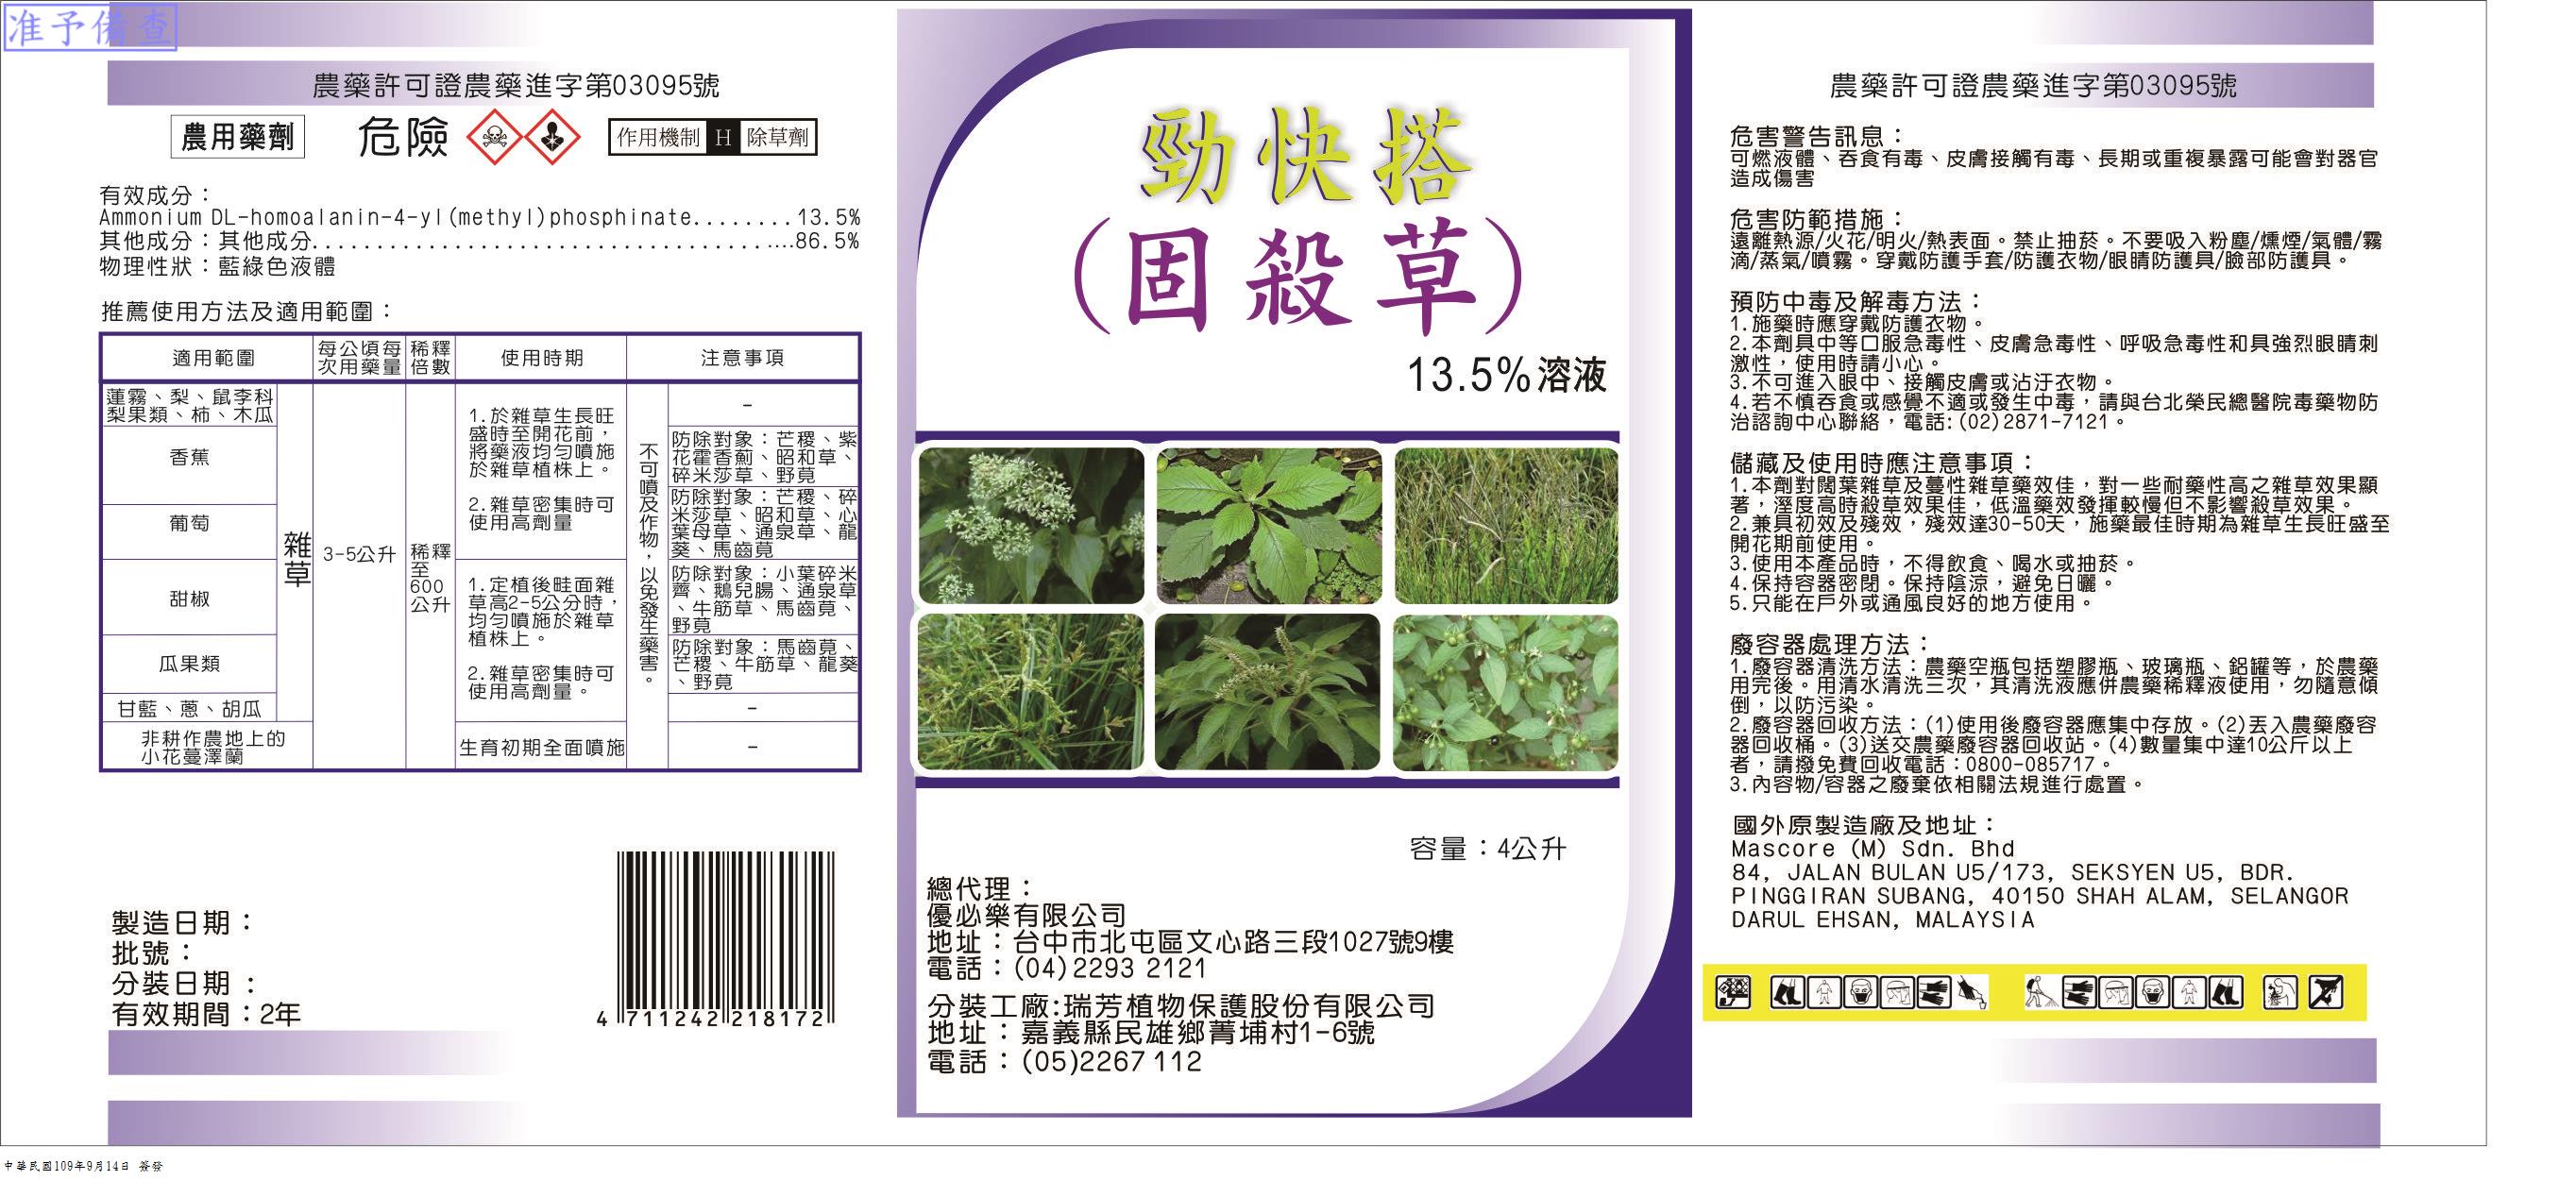 准予備查
農藥許可證農藥進字第03095號
農用藥劑
危險
作用機制 H 除草劑
有效成分：
Ammonium DL-homoalanin-4-yl(methyl)phosphinate........13.5%
其他成分：其他成分.......................................86.5%
物理性狀：藍綠色液體
推薦使用方法及適用範圍：
適用範圍
每公頃每
次用藥量
稀釋
倍數
使用時期
注意事項
蓮霧、梨、鼠李科
梨果類、柿、木瓜
香蕉
葡萄
甜椒
瓜果類
甘藍、蔥、胡瓜
非耕作農地上的
小花蔓澤蘭
雜草
3-5公升
稀釋
至
600
公升
1.於雜草生長旺
盛時至開花前，
將藥液均勻噴施
於雜草植株上。
2.雜草密集時可
使用高劑量
1.定植後畦面雜
草高2-5公分時，
均勻噴施於雜草
植株上。
2.雜草密集時可
使用高劑量。
生育初期全面噴施
不可噴及作物，以免發生藥害。
-
防除對象：芒稷、紫
花霍香薊、昭和草、
碎米莎草、野莧
防除對象：芒稷、碎
米莎草、昭和草、心
葉母草、通泉草、龍
葵、馬齒莧
防除對象：小葉碎米
薺、鵝兒腸、通泉草
、牛筋草、馬齒莧、
野莧
防除對象：馬齒莧、
芒稷、牛筋草、龍葵
、野莧
-
-
製造日期：
批號：
分裝日期：
有效期間：2年
4 711242 218172
勁快搭
(固殺草)
13.5%溶液
容量：4公升
總代理：
優必樂有限公司
地址：台中市北屯區文心路三段1027號9樓
電話：(04)2293 2121
分裝工廠:瑞芳植物保護股份有限公司
地址：嘉義縣民雄鄉菁埔村1-6號
電話：(05)2267 112
農藥許可證農藥進字第03095號
危害警告訊息：
可燃液體、吞食有毒、皮膚接觸有毒、長期或重複暴露可能會對器官
造成傷害
危害防範措施：
遠離熱源/火花/明火/熱表面。禁止抽菸。不要吸入粉塵/燻煙/氣體/霧
滴/蒸氣/噴霧。穿戴防護手套/防護衣物/眼睛防護具/臉部防護具。
預防中毒及解毒方法：
1.施藥時應穿戴防護衣物。
2.本劑具中等口服急毒性、皮膚急毒性、呼吸急毒性和具強烈眼睛刺
激性，使用時請小心。
3.不可進入眼中、接觸皮膚或沾汙衣物。
4.若不慎吞食或感覺不適或發生中毒，請與台北榮民總醫院毒藥物防
治諮詢中心聯絡，電話:(02)2871-7121。
儲藏及使用時應注意事項：
1.本劑對闊葉雜草及蔓性雜草藥效佳，對一些耐藥性高之雜草效果顯
著，溼度高時殺草效果佳，低溫藥效發揮較慢但不影響殺草效果。
2.兼具初效及殘效，殘效達30-50天，施藥最佳時期為雜草生長旺盛至
開花期前使用。
3.使用本產品時，不得飲食、喝水或抽菸。
4.保持容器密閉。保持陰涼，避免日曬。
5.只能在戶外或通風良好的地方使用。
廢容器處理方法：
1.廢容器清洗方法：農藥空瓶包括塑膠瓶、玻璃瓶、鋁罐等，於農藥
用完後。用清水清洗三次，其清洗液應併農藥稀釋液使用，勿隨意傾
倒，以防污染。
2.廢容器回收方法：(1)使用後廢容器應集中存放。(2)丟入農藥廢容
器回收桶。(3)送交農藥廢容器回收站。(4)數量集中達10公斤以上
者，請撥免費回收電話：0800-085717。
3.內容物/容器之廢棄依相關法規進行處置。
國外原製造廠及地址：
Mascore (M) Sdn. Bhd
84, JALAN BULAN U5/173, SEKSYEN U5, BDR.
PINGGIRAN SUBANG, 40150 SHAH ALAM, SELANGOR
DARUL EHSAN, MALAYSIA
中華民國109年9月14日 簽發